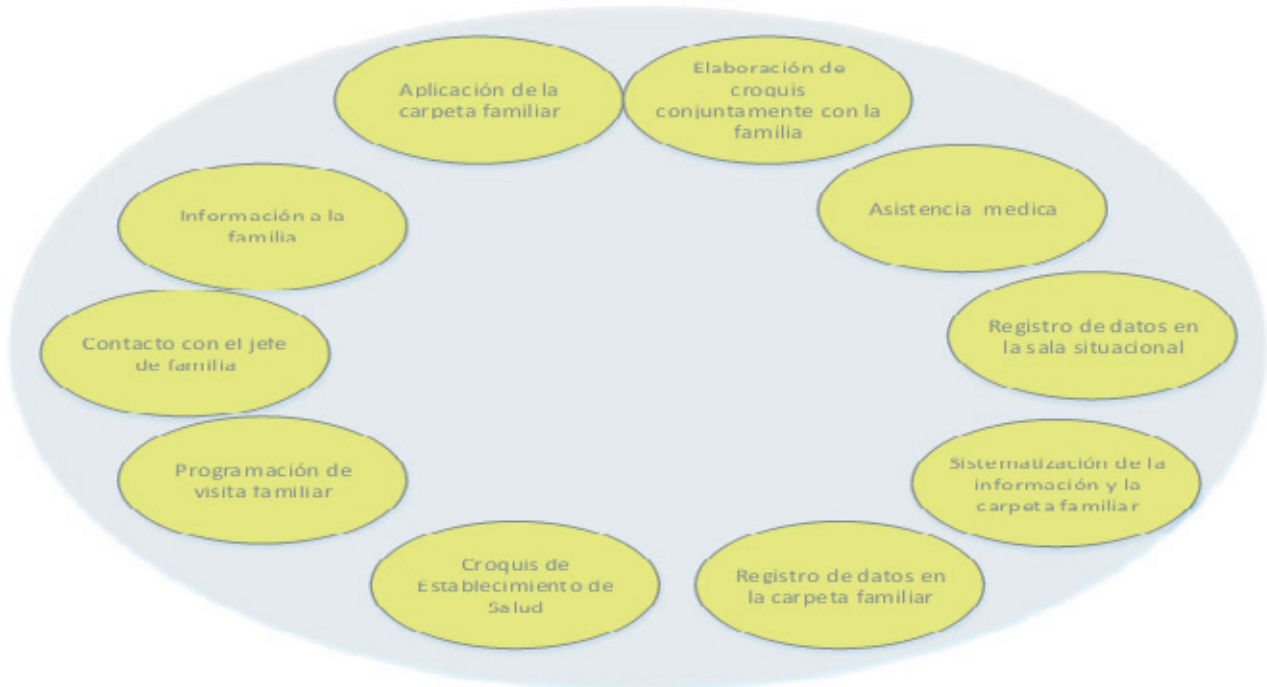 Aplicación de la
carpeta familiar
Elaboración de
croquis
conjuntamente con la
familia
Información a la
familia
Asistencia medica
Contacto con el jefe
de familia
Registro de datos en
la sala situacional
Programación de
visita familiar
Sistematización de la
información y la
carpeta familiar
Croquis de
Establecimiento de
Salud
Registro de datos en
la carpeta familiar